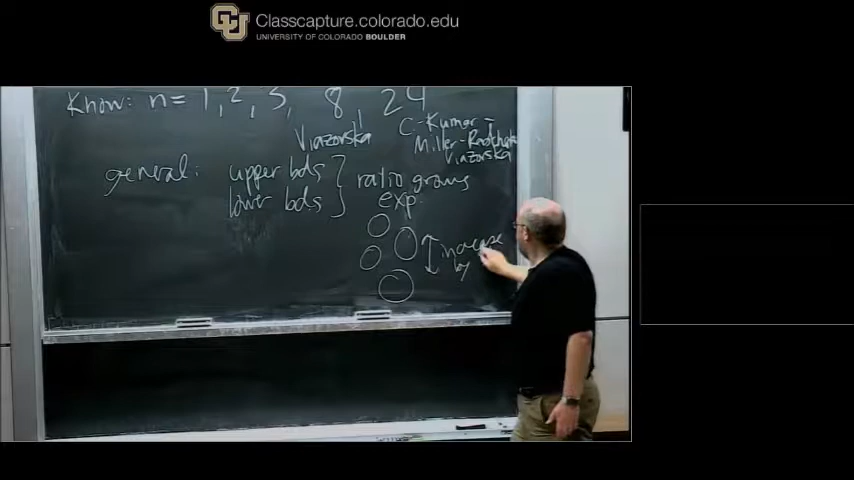 CU
Classcapture.colorado.edu
UNIVERSITY OF COLORADO BOULDER
Know: n = 1, 2, 3, 8, 24
Viazovska
C-Kumar-
Miller-Radchenko
Viazovska
general: upper bds } ratio grows
lower bds } exp.
increase
by